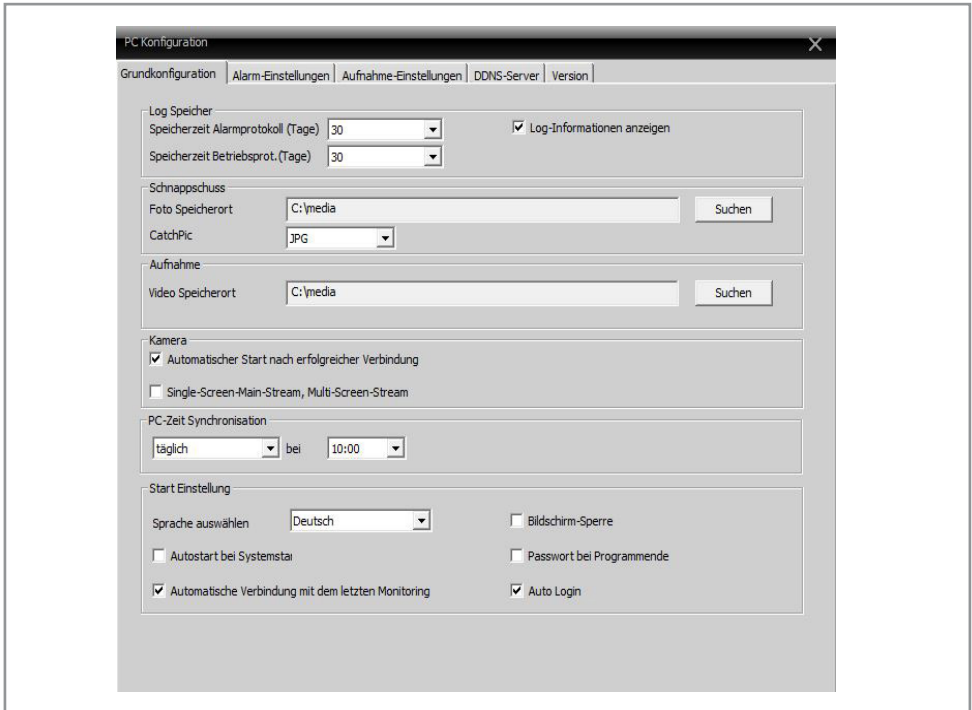 PC Konfiguration
Grundkonfiguration Alarm-Einstellungen Aufnahme-Einstellungen DDNS-Server Version
Log Speicher
Speicherzeit Alarmprotokoll (Tage) 30 Log-Informationen anzeigen
Speicherzeit Betriebsprot.(Tage) 30
Schnappschuss
Foto Speicherort C:\media Suchen
CatchPic JPG
Aufnahme
Video Speicherort C:\media Suchen
Kamera
Automatischer Start nach erfolgreicher Verbindung
Single-Screen-Main-Stream, Multi-Screen-Stream
PC-Zeit Synchronisation
täglich bei 10:00
Start Einstellung
Sprache auswählen Deutsch Bildschirm-Sperre
Autostart bei Systemstar Passwort bei Programmende
Automatische Verbindung mit dem letzten Monitoring Auto Login